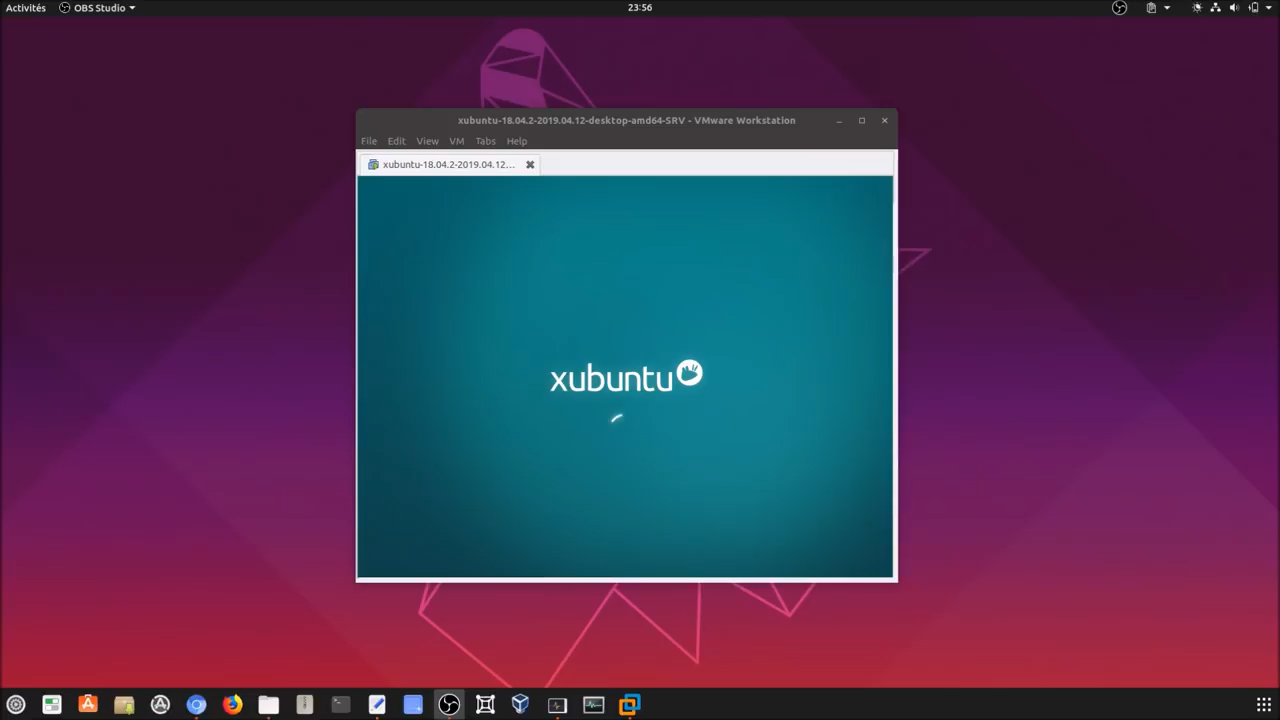 Activités OBS Studio 23:56
xubuntu-18.04.2-2019.04.12-desktop-amd64-SRV - VMware Workstation
File Edit View VM Tabs Help
xubuntu-18.04.2-2019.04.12...
xubuntu